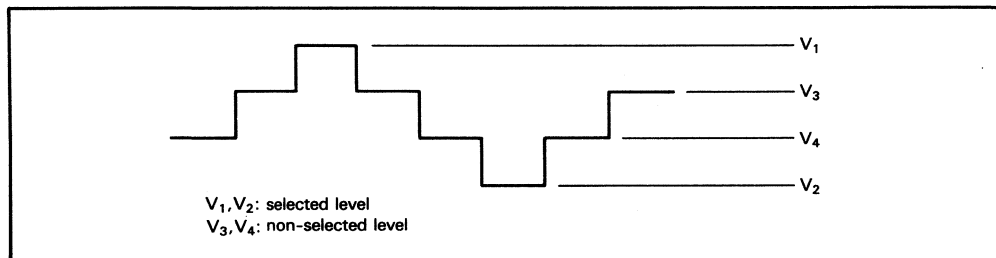 V₁
V₃
V₄
V₂
V₁,V₂: selected level
V₃,V₄: non-selected level